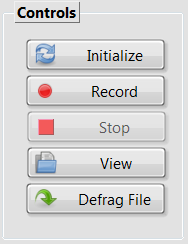 Controls
Initialize
Record
Stop
View
Defrag File